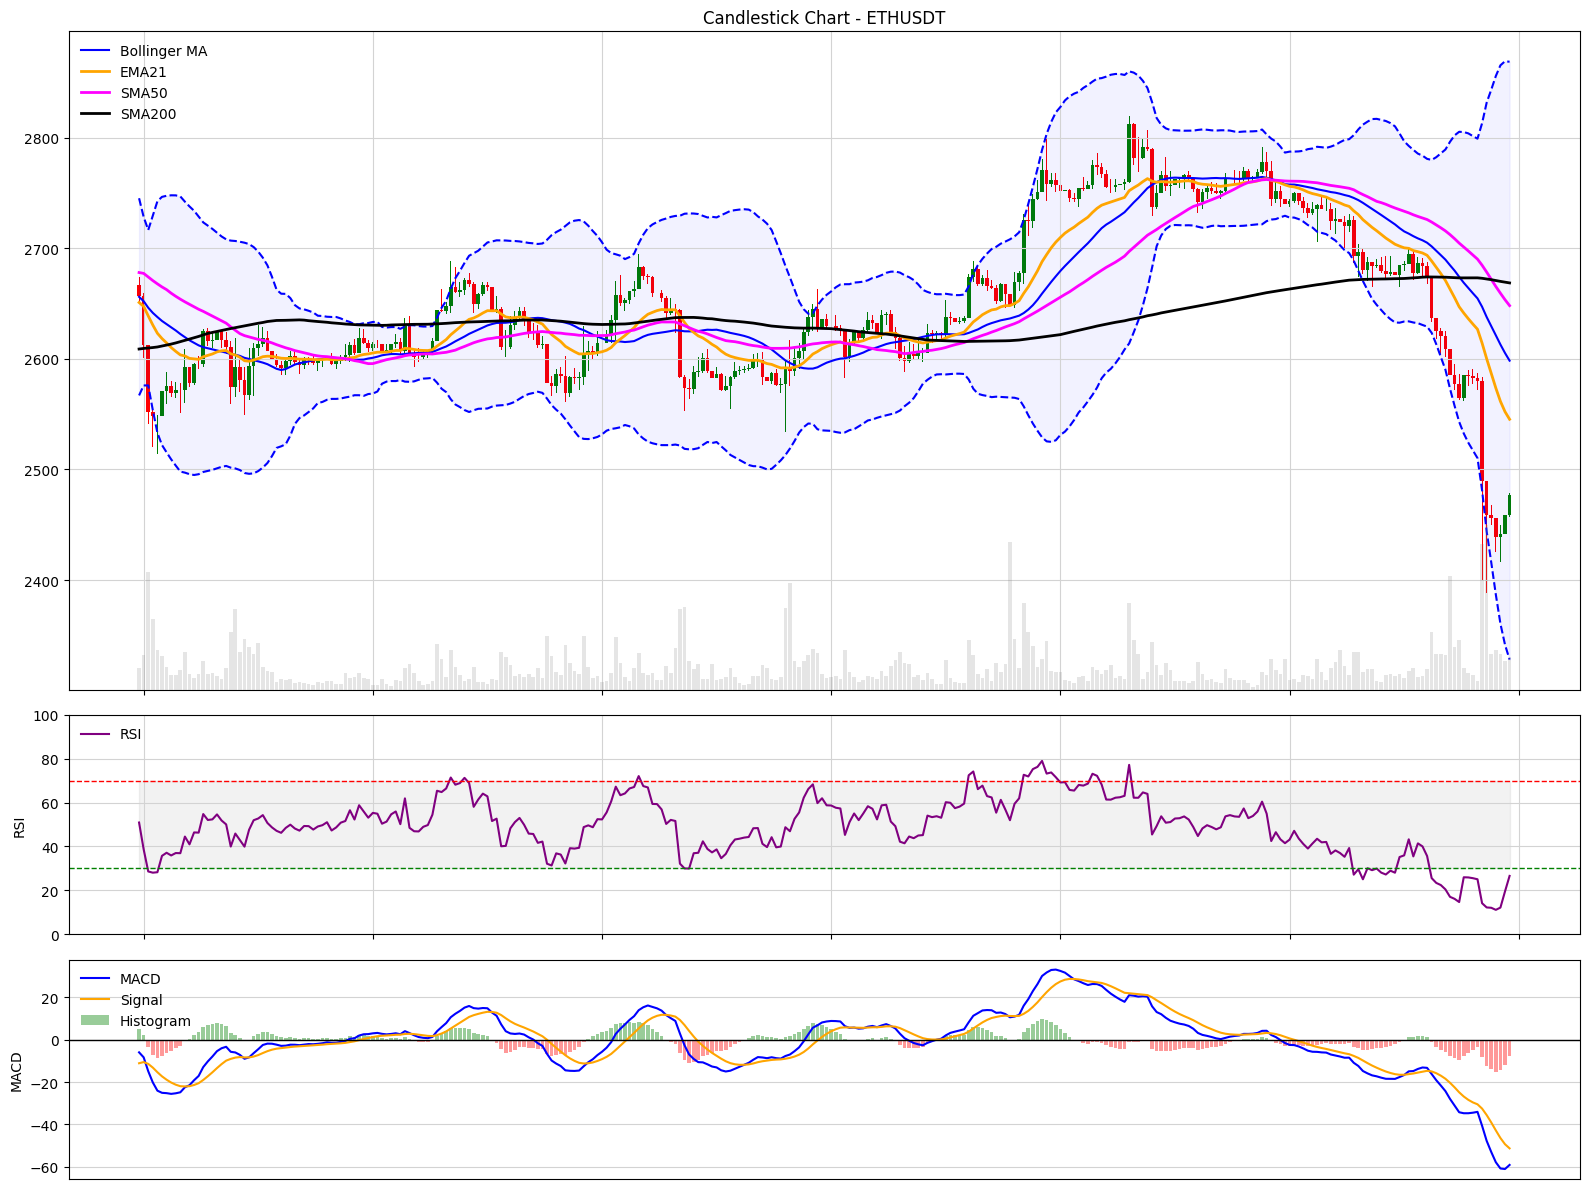 Candlestick Chart - ETHUSDT
Bollinger MA
EMA21
SMA50
SMA200
2800
2700
2600
2500
2400
RSI
100
80
60
40
20
0
RSI
MACD
Signal
Histogram
20
0
−20
−40
−60
MACD